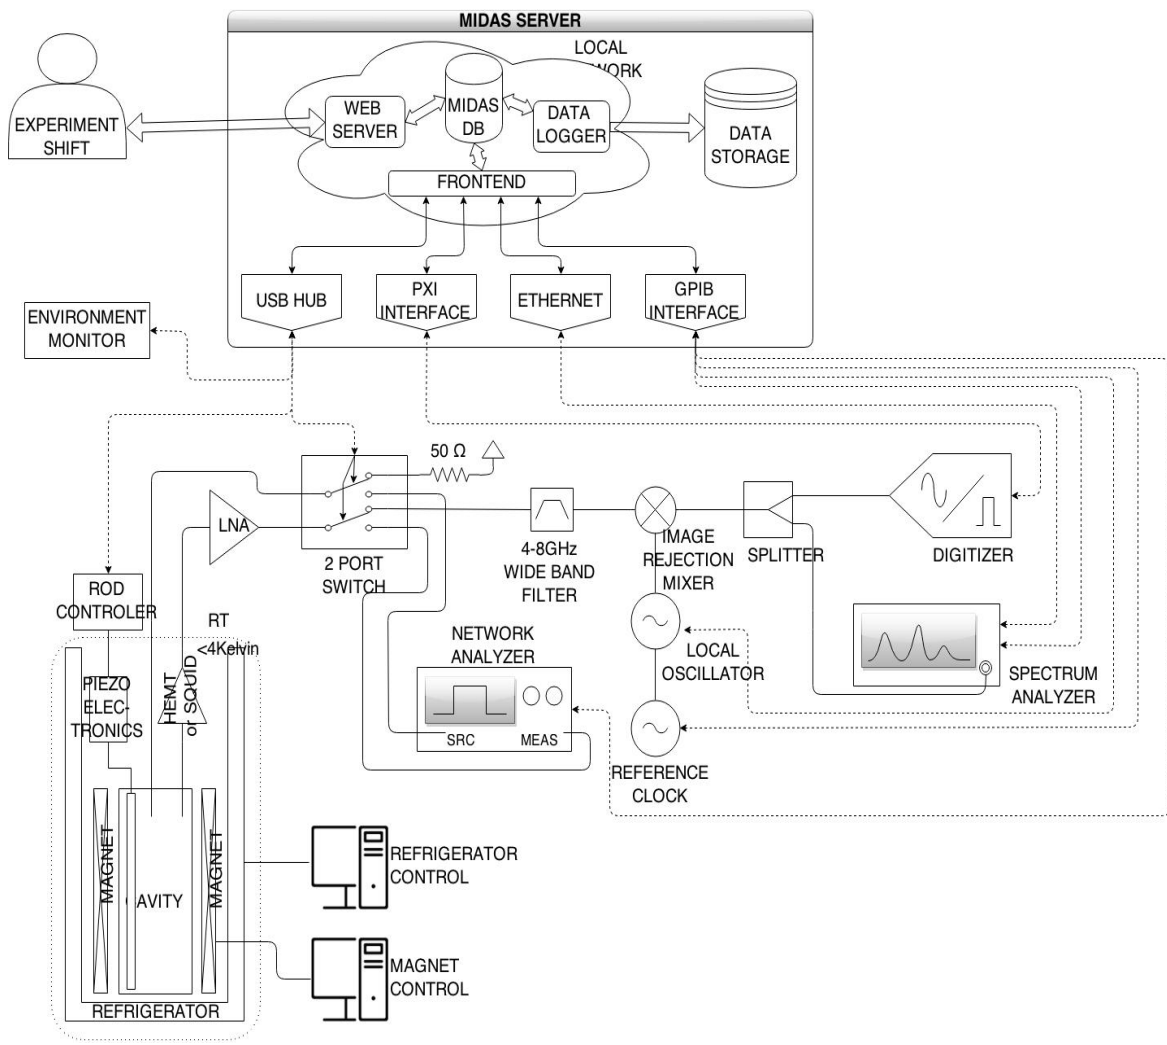 MIDAS SERVER
LOCAL
WORK
EXPERIMENT
SHIFT
WEB
SERVER
MIDAS
DB
DATA
LOGGER
DATA
STORAGE
FRONTEND
USB HUB
PXI
INTERFACE
ETHERNET
GPIB
INTERFACE
ENVIRONMENT
MONITOR
50 Ω
LNA
2 PORT
SWITCH
4-8GHz
WIDE BAND
FILTER
IMAGE
REJECTION
MIXER
SPLITTER
DIGITIZER
ROD
CONTROLER
RT
<4Kelvin
NETWORK
ANALYZER
SRC
MEAS
LOCAL
OSCILLATOR
SPECTRUM
ANALYZER
REFERENCE
CLOCK
PIEZO
ELEC-
TRONICS
HEMT
or SQUID
MAGNET
AVITY
MAGNET
REFRIGERATOR
REFRIGERATOR
CONTROL
MAGNET
CONTROL